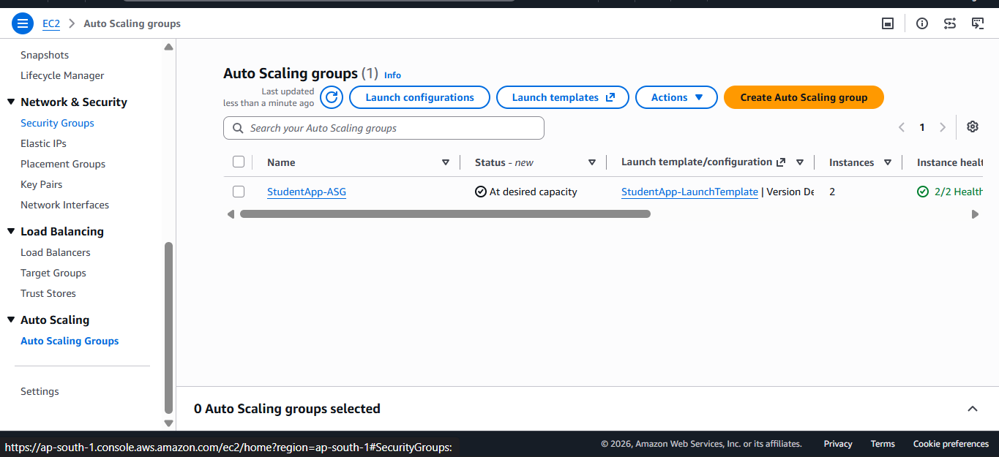 EC2 > Auto Scaling groups
Snapshots
Lifecycle Manager
Network & Security
Security Groups
Elastic IPs
Placement Groups
Key Pairs
Network Interfaces
Load Balancing
Load Balancers
Target Groups
Trust Stores
Auto Scaling
Auto Scaling Groups
Settings
Auto Scaling groups (1) Info
Last updated
less than a minute ago
Launch configurations
Launch templates
Actions
Create Auto Scaling group
Search your Auto Scaling groups
1
Name Status - new Launch template/configuration Instances Instance healt
StudentApp-ASG At desired capacity StudentApp-LaunchTemplate | Version De 2 2/2 Health
0 Auto Scaling groups selected
https://ap-south-1.console.aws.amazon.com/ec2/home?region=ap-south-1#SecurityGroups:
© 2026, Amazon Web Services, Inc. or its affiliates. Privacy Terms Cookie preferences